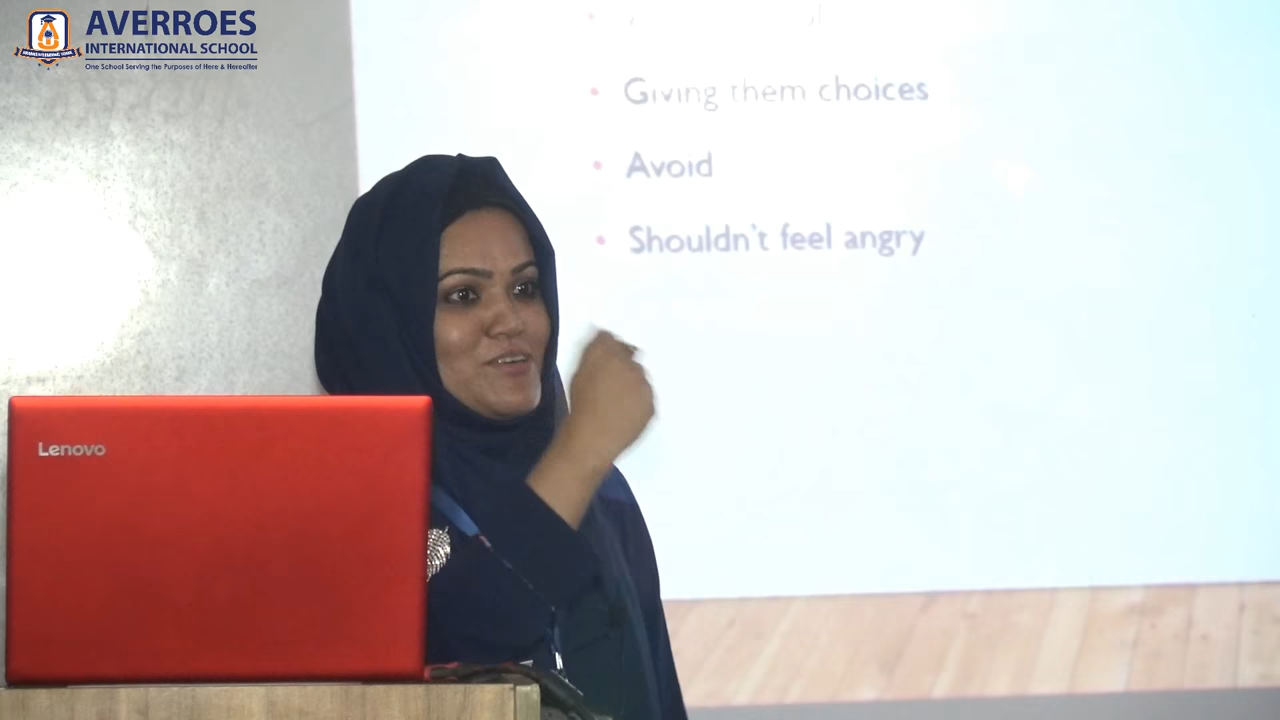 AVERROES
INTERNATIONAL SCHOOL
One School Serving the Purposes of Here & Hereafter
Giving them choices
Avoid
Shouldn't feel angry
Lenovo